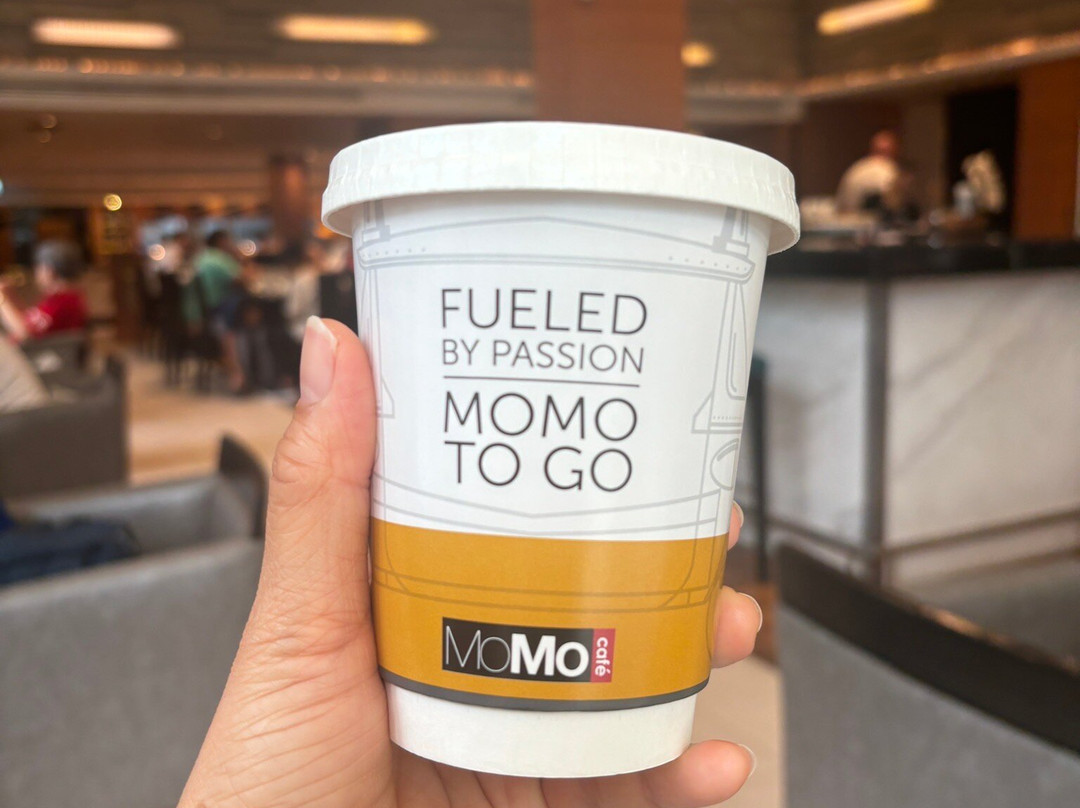 FUELED
BY PASSION
MOMO
TO GO
MoMo café